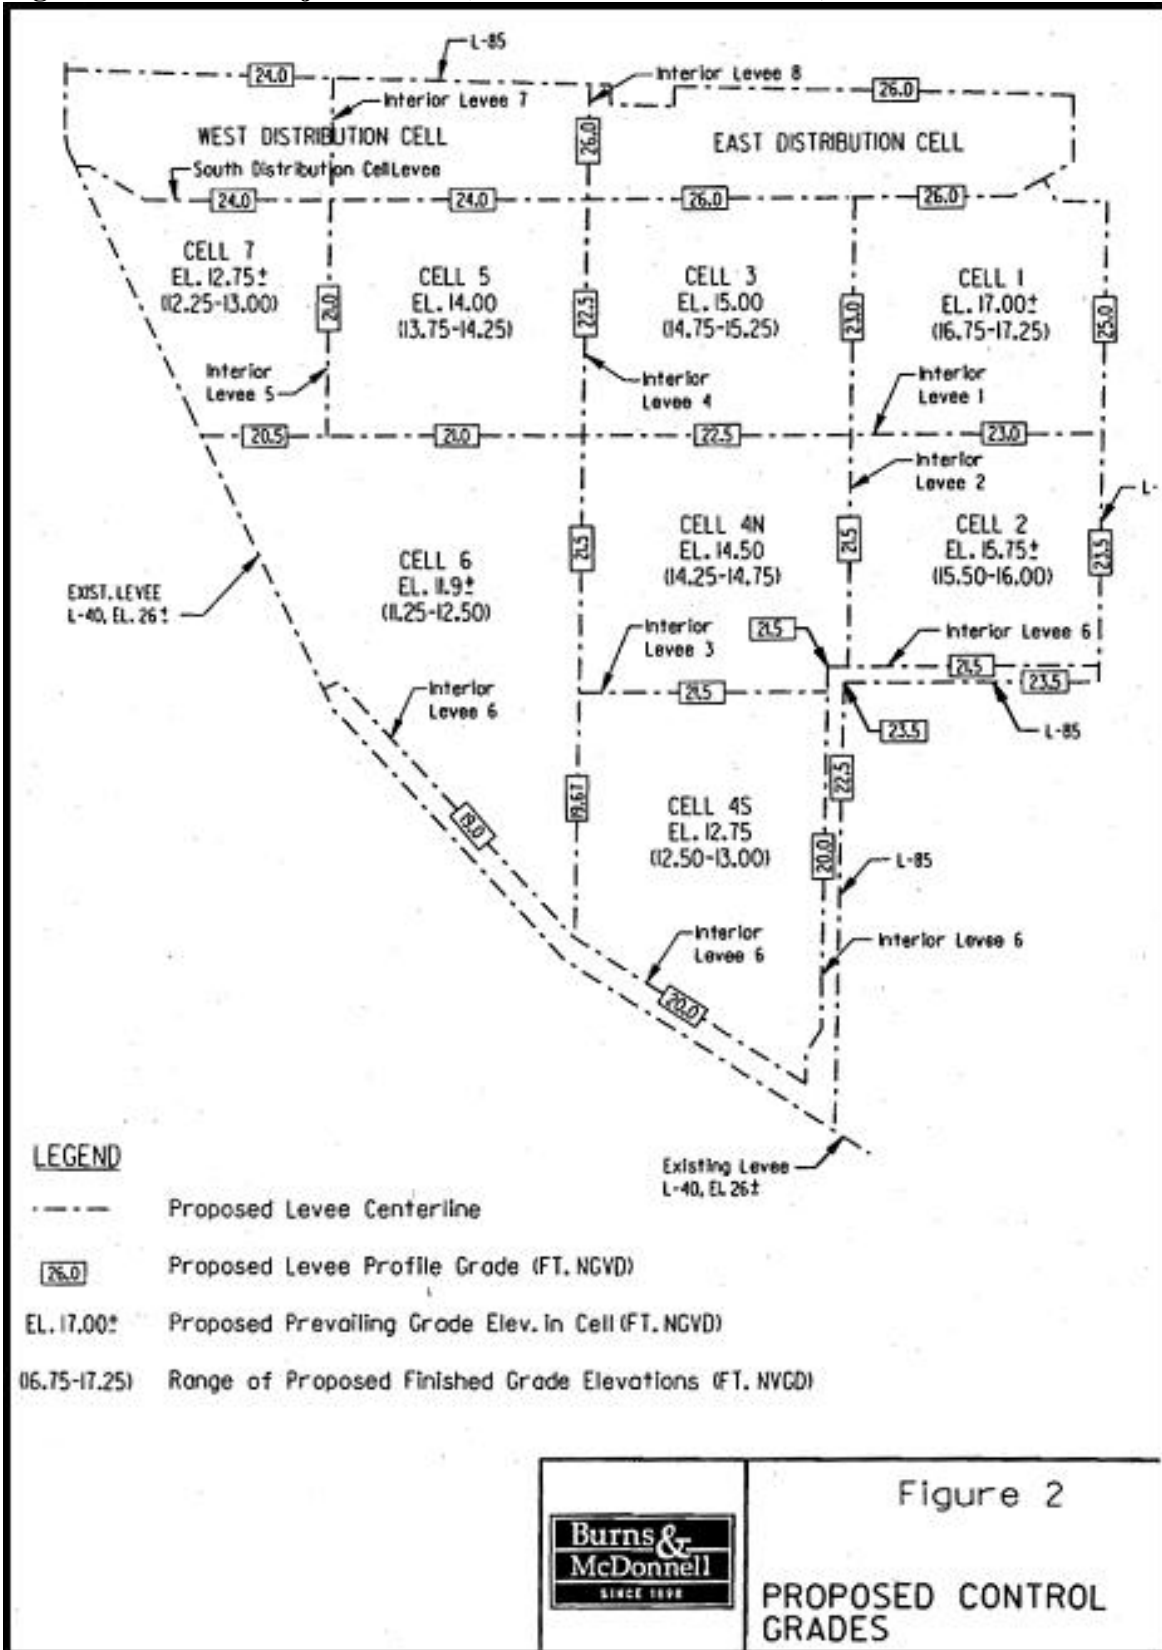 L-85
24.0
Interior Levee 8
26.0
Interior Levee 7
WEST DISTRIBUTION CELL
26.0
EAST DISTRIBUTION CELL
South Distribution Cell Levee
24.0
24.0
26.0
26.0
CELL 7
EL. 12.75±
(12.25-13.00)
21.0
CELL 5
EL. 14.00
(13.75-14.25)
22.5
CELL 3
EL. 15.00
(14.75-15.25)
23.0
CELL 1
EL. 17.00±
(16.75-17.25)
25.0
Interior
Levee 5
Interior
Levee 4
Interior
Levee 1
20.5
21.0
22.5
23.0
Interior
Levee 2
L-
CELL 6
EL. 11.9±
(11.25-12.50)
21.5
CELL 4N
EL. 14.50
(14.25-14.75)
21.5
CELL 2
EL. 15.75±
(15.50-16.00)
23.5
EXIST. LEVEE
L-40, EL. 26±
Interior
Levee 3
21.5
Interior Levee 6
21.5
Interior
Levee 6
21.5
23.5
23.5
L-85
22.5
19.0
19.67
CELL 4S
EL. 12.75
(12.50-13.00)
20.0
L-85
Interior
Levee 6
Interior Levee 6
20.0
Existing Levee
L-40, EL 26±
LEGEND
Proposed Levee Centerline
26.0 Proposed Levee Profile Grade (FT. NGVD)
EL. 17.00± Proposed Prevailing Grade Elev. in Cell (FT. NGVD)
(16.75-17.25) Range of Proposed Finished Grade Elevations (FT. NVGD)
Burns &
McDonnell
SINCE 1898
Figure 2
PROPOSED CONTROL
GRADES